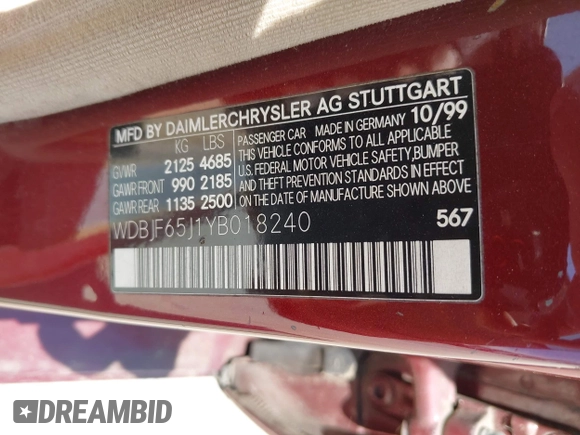 MFD BY DAIMLERCHRYSLER AG STUTTGART
KG LBS
GVWR 2125 4685
GAWR FRONT 990 2185
GAWR REAR 1135 2500
PASSENGER CAR MADE IN GERMANY 10/99
THIS VEHICLE CONFORMS TO ALL APPLICABLE
U.S. FEDERAL MOTOR VEHICLE SAFETY, BUMPER
AND THEFT PREVENTION STANDARDS IN EFFECT
ON THE DATE OF MANUFACTURE SHOWN ABOVE
WDBJF65J1YB018240
567
DREAMBID